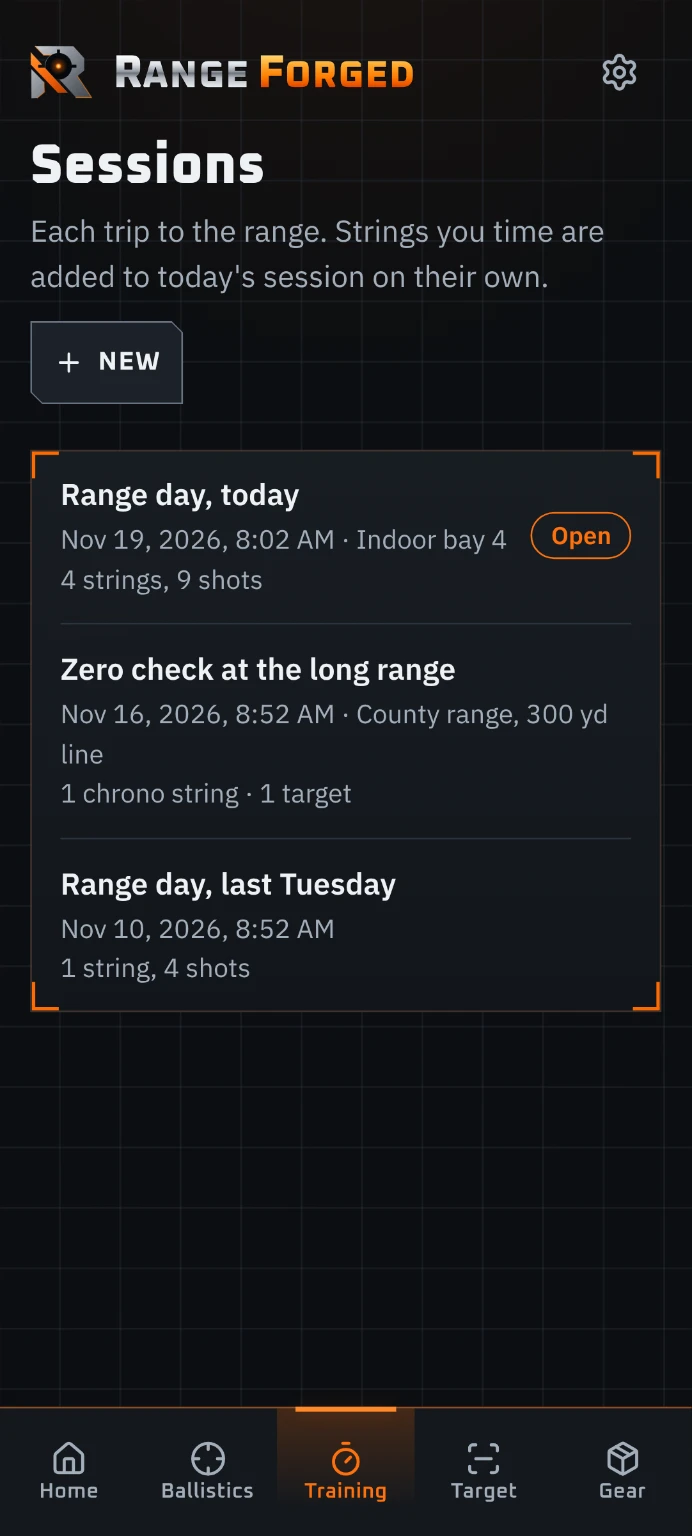 RANGE FORGED
Sessions
Each trip to the range. Strings you time are
added to today's session on their own.
+ NEW
Range day, today
Nov 19, 2026, 8:02 AM · Indoor bay 4
Open
4 strings, 9 shots
Zero check at the long range
Nov 16, 2026, 8:52 AM · County range, 300 yd
line
1 chrono string · 1 target
Range day, last Tuesday
Nov 10, 2026, 8:52 AM
1 string, 4 shots
Home
Ballistics
Training
Target
Gear